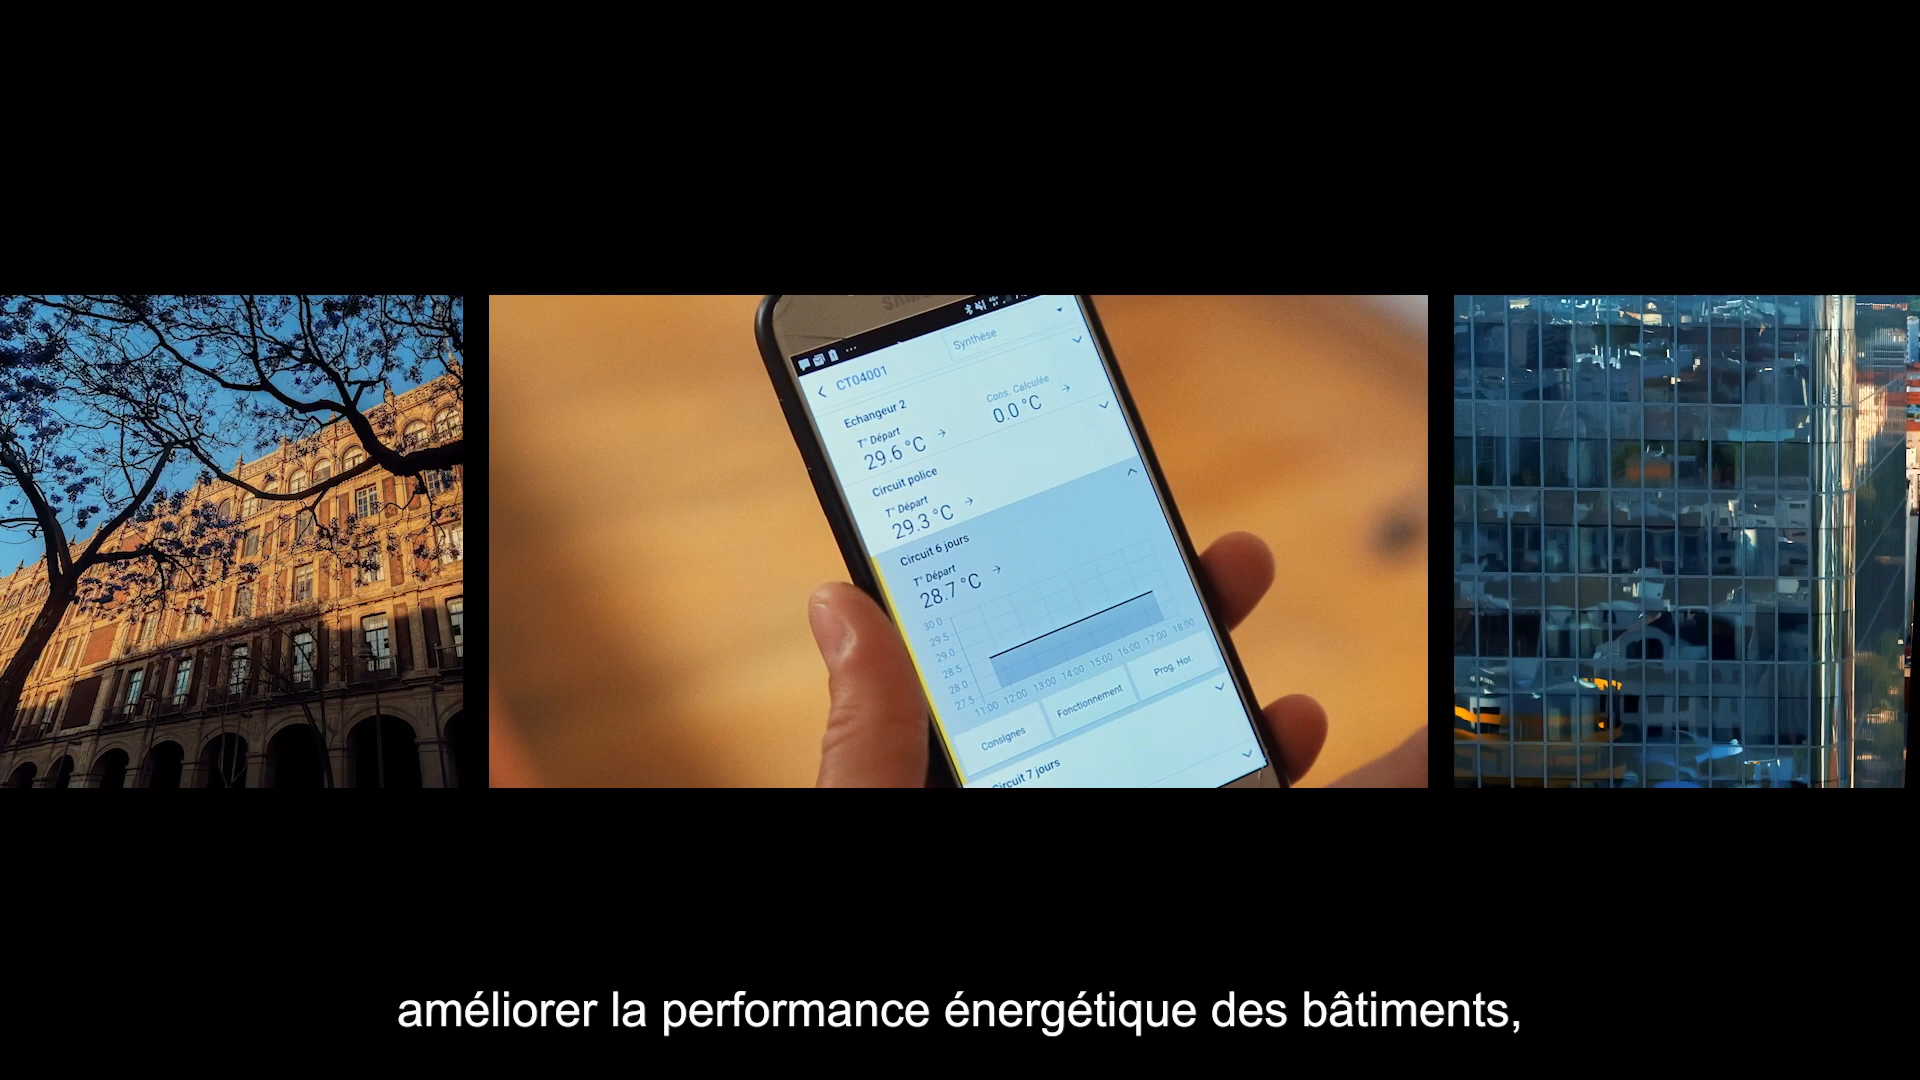 SAM
Synthèse
CT04001
Echangeur 2
T° Départ
29.6 °C
Cons. Calculée
0.0 °C
Circuit police
T° Départ
29.3 °C
Circuit 6 jours
T° Départ
28.7 °C
30.0
29.5
29.0
28.5
28.0
27.5
11:00 12:00 13:00 14:00 15:00 16:00 17:00 18:00
Consignes
Fonctionnement
Prog. Hor.
Circuit 7 jours
améliorer la performance énergétique des bâtiments,